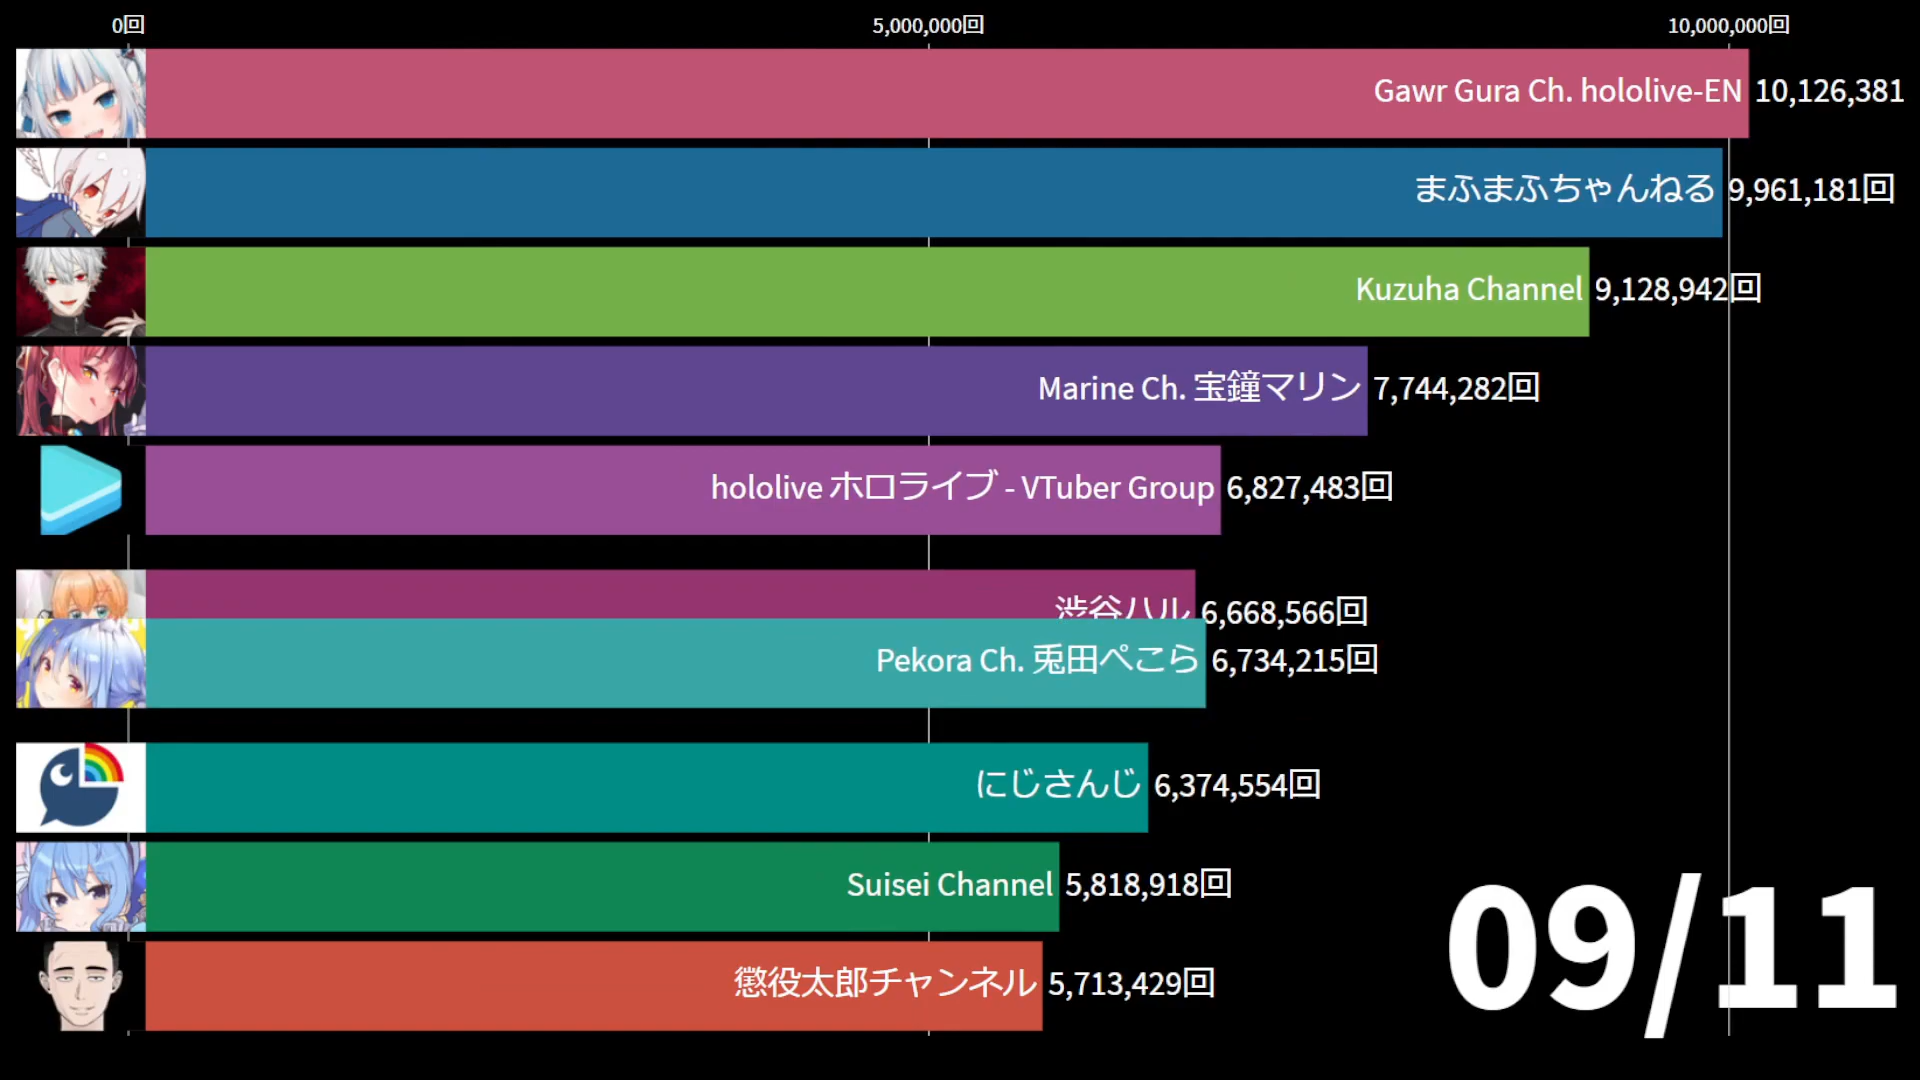 0回 5,000,000回 10,000,000回
Gawr Gura Ch. hololive-EN 10,126,381
まふまふちゃんねる 9,961,181回
Kuzuha Channel 9,128,942回
Marine Ch. 宝鐘マリン 7,744,282回
hololive ホロライブ - VTuber Group 6,827,483回
渋谷ハル 6,668,566回
Pekora Ch. 兎田ぺこら 6,734,215回
にじさんじ 6,374,554回
Suisei Channel 5,818,918回
懲役太郎チャンネル 5,713,429回
09/11